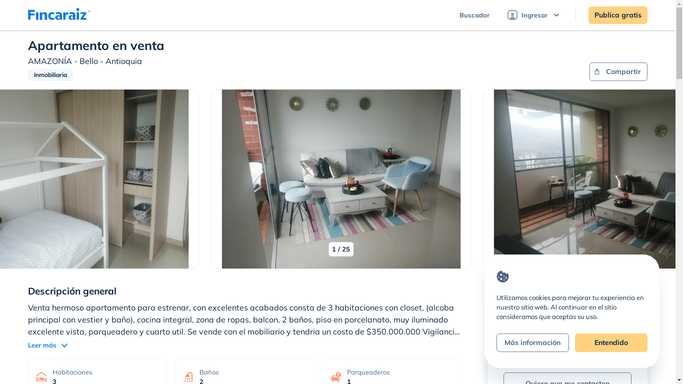 Fincaraiz
Buscador
Ingresar
Publica gratis
Apartamento en venta
AMAZONÍA - Bello - Antioquia
Inmobiliaria
Compartir
1 / 25
Descripción general
Venta hermoso apartamento para estrenar, con excelentes acabados consta de 3 habitaciones con closet, (alcoba
principal con vestier y baño), cocina integral, zona de ropas, balcon, 2 baños, piso en porcelanato, muy iluminado
excelente vista, parqueadero y cuarto util. Se vende con el mobiliario y tendria un costo de $350.000.000 Vigilanci...
Leer más
Habitaciones
3
Baños
2
Parqueaderos
1
Utilizamos cookies para mejorar tu experiencia en
nuestro sitio web. Al continuar en el sitio
consideramos que aceptas su uso.
Más información
Entendido
Quiero que me contacten